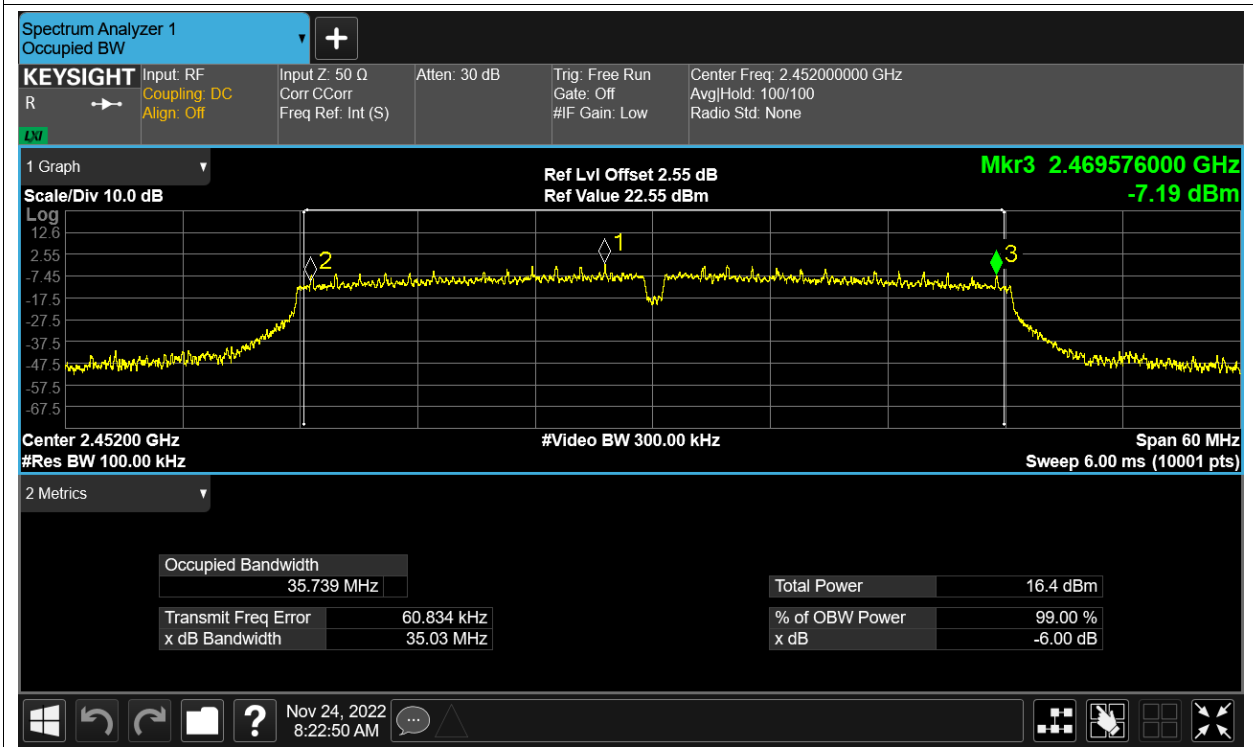 Spectrum Analyzer 1
Occupied BW
KEYSIGHT
R
LXI
Input: RF
Coupling: DC
Align: Off
Input Z: 50 Ω
Corr CCorr
Freq Ref: Int (S)
Atten: 30 dB
Trig: Free Run
Gate: Off
#IF Gain: Low
Center Freq: 2.452000000 GHz
Avg|Hold: 100/100
Radio Std: None
1 Graph
Scale/Div 10.0 dB
Ref Lvl Offset 2.55 dB
Ref Value 22.55 dBm
Mkr3 2.469576000 GHz
-7.19 dBm
Log
12.6
2.55
-7.45
-17.5
-27.5
-37.5
-47.5
-57.5
-67.5
2
1
3
Center 2.45200 GHz
#Res BW 100.00 kHz
#Video BW 300.00 kHz
Span 60 MHz
Sweep 6.00 ms (10001 pts)
2 Metrics
Occupied Bandwidth
35.739 MHz
Transmit Freq Error 60.834 kHz
x dB Bandwidth 35.03 MHz
Total Power 16.4 dBm
% of OBW Power 99.00 %
x dB -6.00 dB
?
Nov 24, 2022
8:22:50 AM